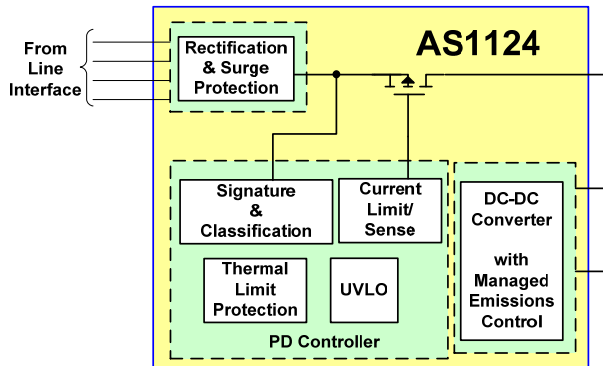 AS1124
From
Line
Interface
Rectification
& Surge
Protection
Signature
&
Classification
Current
Limit/
Sense
Thermal
Limit
Protection
UVLO
PD Controller
DC-DC
Converter
with
Managed
Emissions
Control